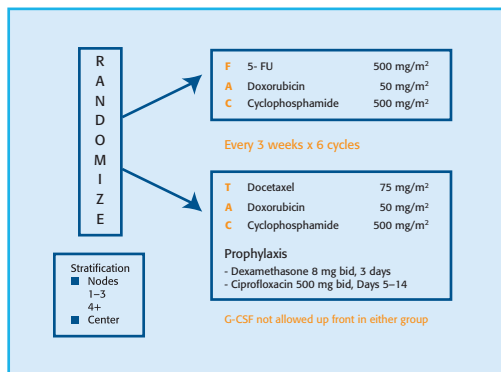 R
A
N
D
O
M
I
Z
E
F 5- FU 500 mg/m²
A Doxorubicin 50 mg/m²
C Cyclophosphamide 500 mg/m²
Every 3 weeks x 6 cycles
T Docetaxel 75 mg/m²
A Doxorubicin 50 mg/m²
C Cyclophosphamide 500 mg/m²
Prophylaxis
- Dexamethasone 8 mg bid, 3 days
- Ciprofloxacin 500 mg bid, Days 5–14
Stratification
■ Nodes
1–3
4+
■ Center
G-CSF not allowed up front in either group